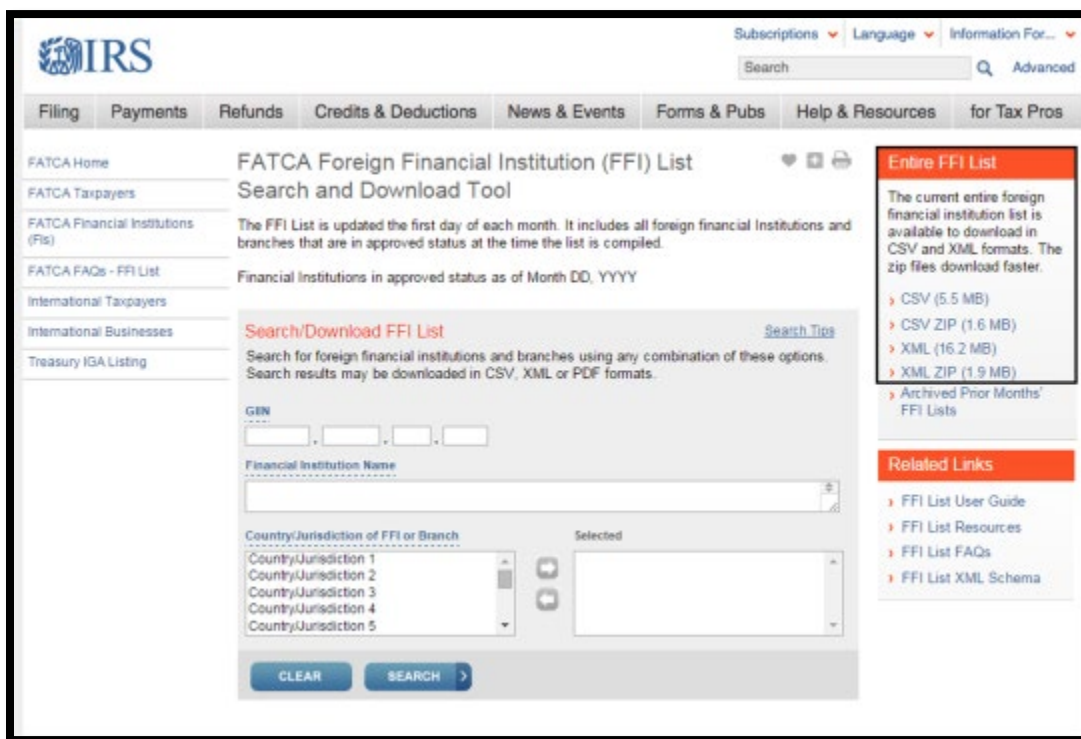 IRS
Subscriptions
Language
Information For...
Search
Advanced
Filing
Payments
Refunds
Credits & Deductions
News & Events
Forms & Pubs
Help & Resources
for Tax Pros
FATCA Home
FATCA Taxpayers
FATCA Financial Institutions
(FIs)
FATCA FAQs - FFI List
International Taxpayers
International Businesses
Treasury IGA Listing
FATCA Foreign Financial Institution (FFI) List
Search and Download Tool
The FFI List is updated the first day of each month. It includes all foreign financial Institutions and
branches that are in approved status at the time the list is compiled.
Financial Institutions in approved status as of Month DD, YYYY
Search/Download FFI List
Search Tips
Search for foreign financial institutions and branches using any combination of these options.
Search results may be downloaded in CSV, XML or PDF formats.
GIIN
Financial Institution Name
Country/Jurisdiction of FFI or Branch
Selected
Country/Jurisdiction 1
Country/Jurisdiction 2
Country/Jurisdiction 3
Country/Jurisdiction 4
Country/Jurisdiction 5
CLEAR
SEARCH
Entire FFI List
The current entire foreign
financial institution list is
available to download in
CSV and XML formats. The
zip files download faster.
CSV (5.5 MB)
CSV ZIP (1.6 MB)
XML (16.2 MB)
XML ZIP (1.9 MB)
Archived Prior Months'
FFI Lists
Related Links
FFI List User Guide
FFI List Resources
FFI List FAQs
FFI List XML Schema